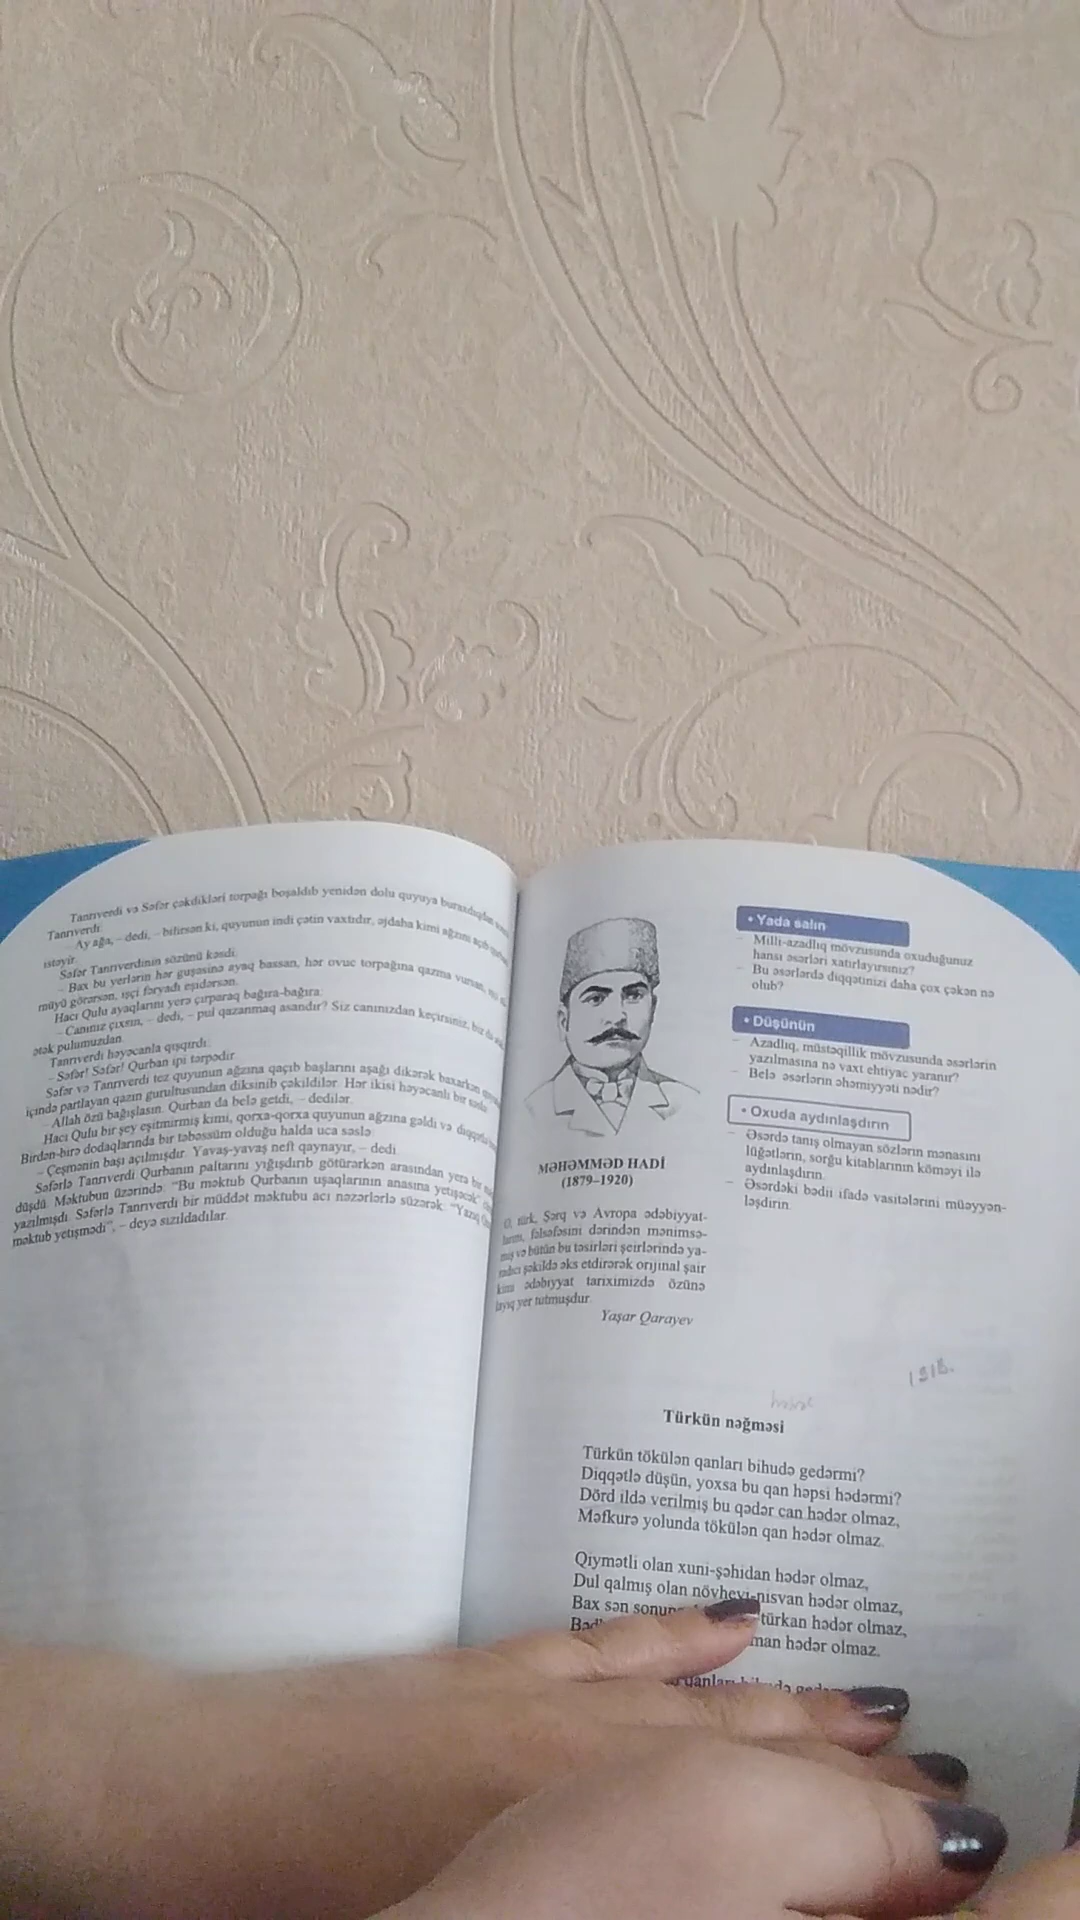 Tanrıverdi və Səfər çəkdikləri torpağı boşaldıb yenidən dolu quyuya
Tanrıverdi:
– Ay ağa, – dedi, – bilirsən ki, quyunun indi çətin vaxtıdır, əjdaha kimi ağzını açıb
istəyir.
Səfər Tanrıverdinin sözünü kəsdi.
– Bax bu yerlərin hər guşəsinə ayaq bassan, hər ovuc torpağına qazma vursan,
müyü görərsən, işçi fəryadı eşidərsən.
Hacı Qulu ayaqlarını yerə çırparaq bağıra-bağıra:
– Canınız çıxsın, – dedi, – pul qazanmaq asandır? Siz canınızdan keçirsiniz, biz də
ətək pulumuzdan.
Tanrıverdi həyəcanla qışqırdı.
– Səfər! Səfər! Qurban ipi tərpədir.
Səfər və Tanrıverdi tez quyunun ağzına qaçıb başlarını aşağı dikərək baxarkən
içində partlayan qazın gurultusundan diksinib çəkildilər. Hər ikisi həyəcanlı bir səslə:
– Allah özü bağışlasın. Qurban da belə getdi, – dedilər.
Hacı Qulu bir şey eşitmirmiş kimi, qorxa-qorxa quyunun ağzına gəldi və
Birdən-birə dodaqlarında bir təbəssüm olduğu halda uca səslə:
– Çeşmənin başı açılmışdır. Yavaş-yavaş neft qaynayır, – dedi.
Səfərlə Tanrıverdi Qurbanın paltarını yığışdırıb götürərkən arasından yerə bir
düşdü. Məktubun üzərində: "Bu məktub Qurbanın uşaqlarının anasına yetişəcək"
yazılmışdı. Səfərlə Tanrıverdi bir müddət məktubu acı nəzərlərlə süzərək: "Yazıq
məktub yetişmədi", – deyə sızıldadılar.
MƏHƏMMƏD HADİ
(1879–1920)
O, türk, Şərq və Avropa ədəbiyyat-
larını, fəlsəfəsini dərindən mənimsə-
miş və bütün bu təsirləri şeirlərində ya-
radıcı şəkildə əks etdirərək orijinal şair
kimi ədəbiyyat tariximizdə özünə
layiq yer tutmuşdur.
Yaşar Qarayev
• Yada salın
– Milli-azadlıq mövzusunda oxuduğunuz
hansı əsərləri xatırlayırsınız?
– Bu əsərlərdə diqqətinizi daha çox çəkən nə
olub?
• Düşünün
– Azadlıq, müstəqillik mövzusunda əsərlərin
yazılmasına nə vaxt ehtiyac yaranır?
– Belə əsərlərin əhəmiyyəti nədir?
• Oxuda aydınlaşdırın
– Əsərdə tanış olmayan sözlərin mənasını
lüğətlərin, sorğu kitablarının köməyi ilə
aydınlaşdırın.
– Əsərdəki bədii ifadə vasitələrini müəyyən-
ləşdirin.
Türkün nəğməsi
Türkün tökülən qanları bihudə gedərmi?
Diqqətlə düşün, yoxsa bu qan həpsi hədərmi?
Dörd ildə verilmiş bu qədər can hədər olmaz,
Məfkurə yolunda tökülən qan hədər olmaz.
Qiymətli olan xuni-şəhidan hədər olmaz,
Dul qalmış olan növheyi-nisvan hədər olmaz,
Bax sən türkan hədər olmaz,
hədər olmaz.